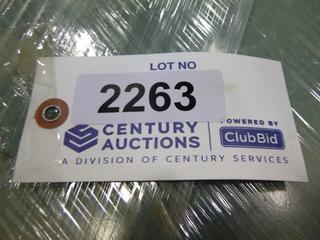 LOT NO
2263
CENTURY
AUCTIONS
POWERED BY
ClubBid
A DIVISION OF CENTURY SERVICES